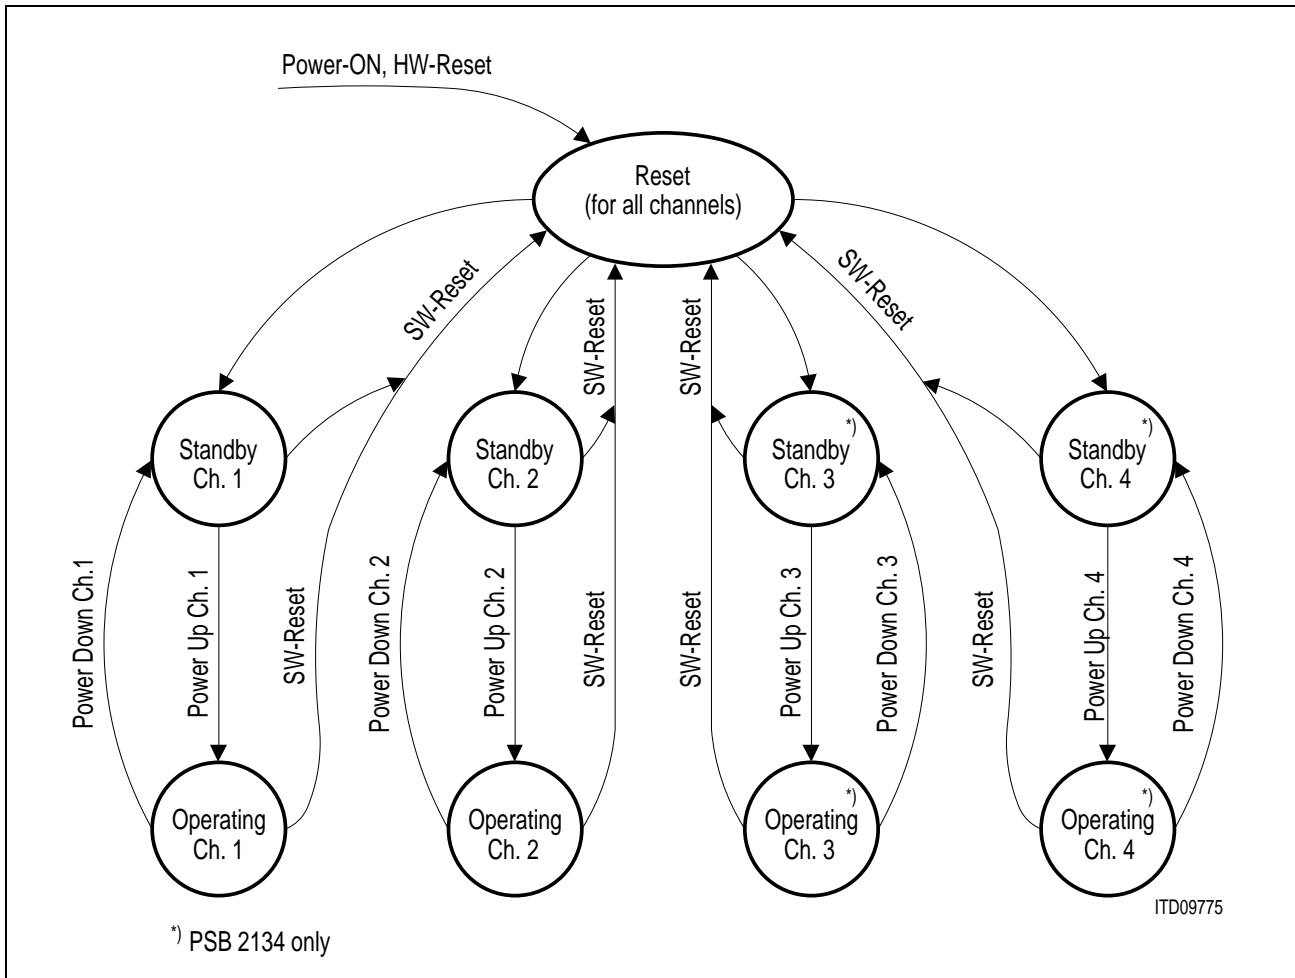 Power-ON, HW-Reset
Reset
(for all channels)
SW-Reset
SW-Reset
SW-Reset
SW-Reset
Standby
Ch. 1
Standby
Ch. 2
*)
Standby
Ch. 3
*)
Standby
Ch. 4
Power Down Ch.1
Power Up Ch. 1
SW-Reset
Power Down Ch. 2
Power Up Ch. 2
SW-Reset
SW-Reset
Power Up Ch. 3
Power Down Ch. 3
SW-Reset
Power Up Ch. 4
Power Down Ch. 4
Operating
Ch. 1
Operating
Ch. 2
*)
Operating
Ch. 3
*)
Operating
Ch. 4
ITD09775
*) PSB 2134 only